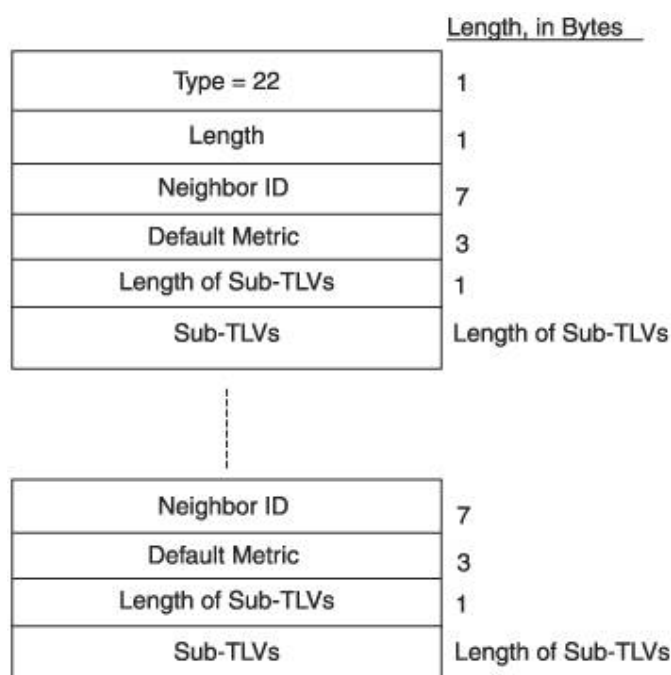 Length, in Bytes
Type = 22 1
Length 1
Neighbor ID 7
Default Metric 3
Length of Sub-TLVs 1
Sub-TLVs Length of Sub-TLVs
Neighbor ID 7
Default Metric 3
Length of Sub-TLVs 1
Sub-TLVs Length of Sub-TLVs